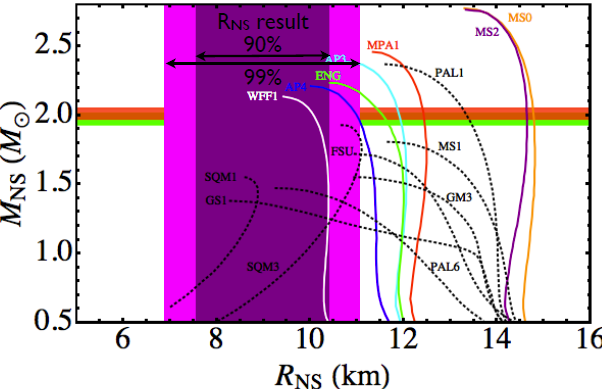 R_NS result
90%
99%
MS0
MS2
MPA1
AP3
PAL1
ENG
AP4
WFF1
FSU
MS1
SQM1
GS1
GM3
SQM3
PAL6
2.5
2.0
1.5
1.0
0.5
M_NS (M_⊙)
6 8 10 12 14 16
R_NS (km)